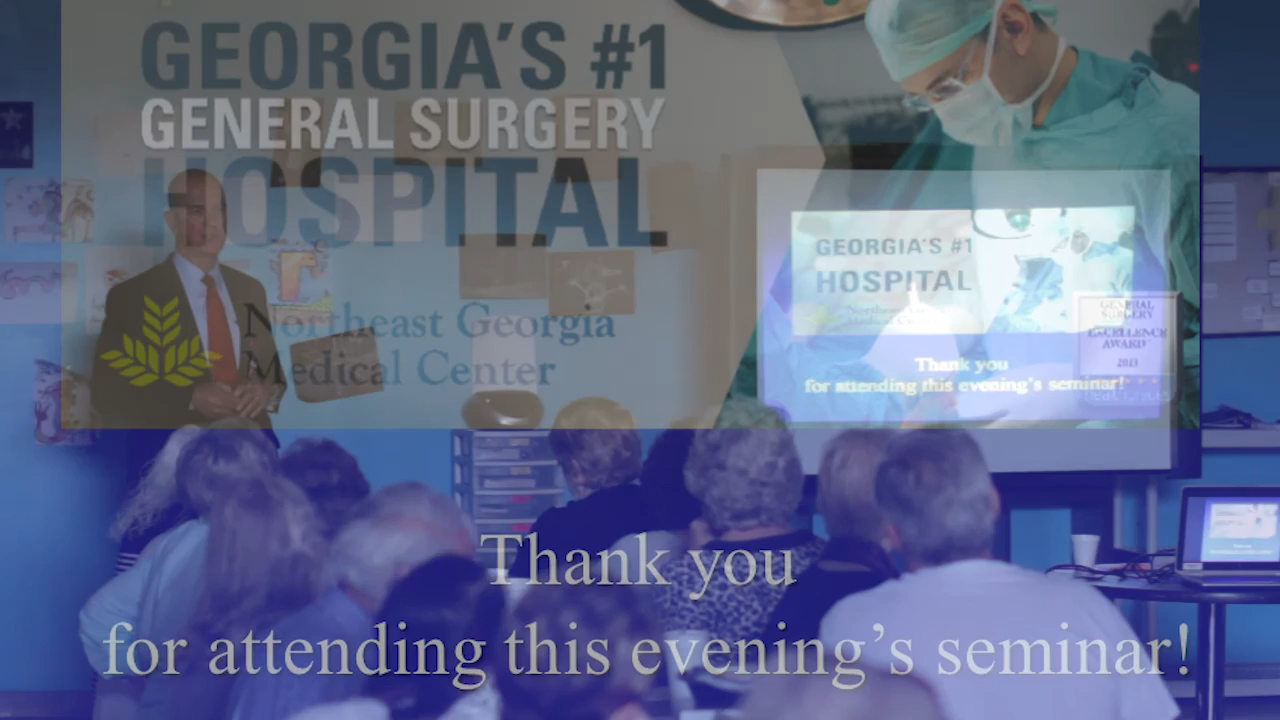 GEORGIA'S #1
GENERAL SURGERY
HOSPITAL
Northeast Georgia
Medical Center
GEORGIA'S #1
HOSPITAL
GENERAL
SURGERY
EXCELLENCE
AWARD
2013
Thank you
for attending this evening's seminar!
Thank you
for attending this evening's seminar!